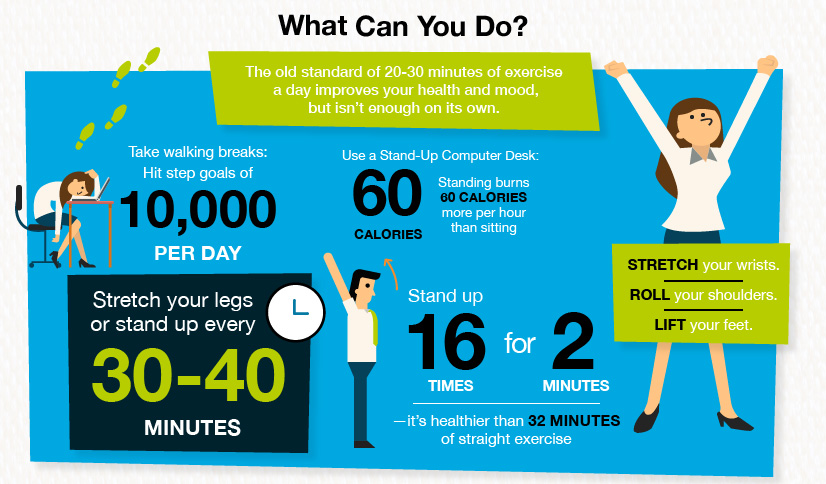 What Can You Do?
The old standard of 20-30 minutes of exercise
a day improves your health and mood,
but isn't enough on its own.
Take walking breaks:
Hit step goals of
10,000
PER DAY
Use a Stand-Up Computer Desk:
60
CALORIES
Standing burns
60 CALORIES
more per hour
than sitting
STRETCH your wrists.
ROLL your shoulders.
LIFT your feet.
Stretch your legs
or stand up every
30-40
MINUTES
Stand up
16 for 2
TIMES MINUTES
—it's healthier than 32 MINUTES
of straight exercise